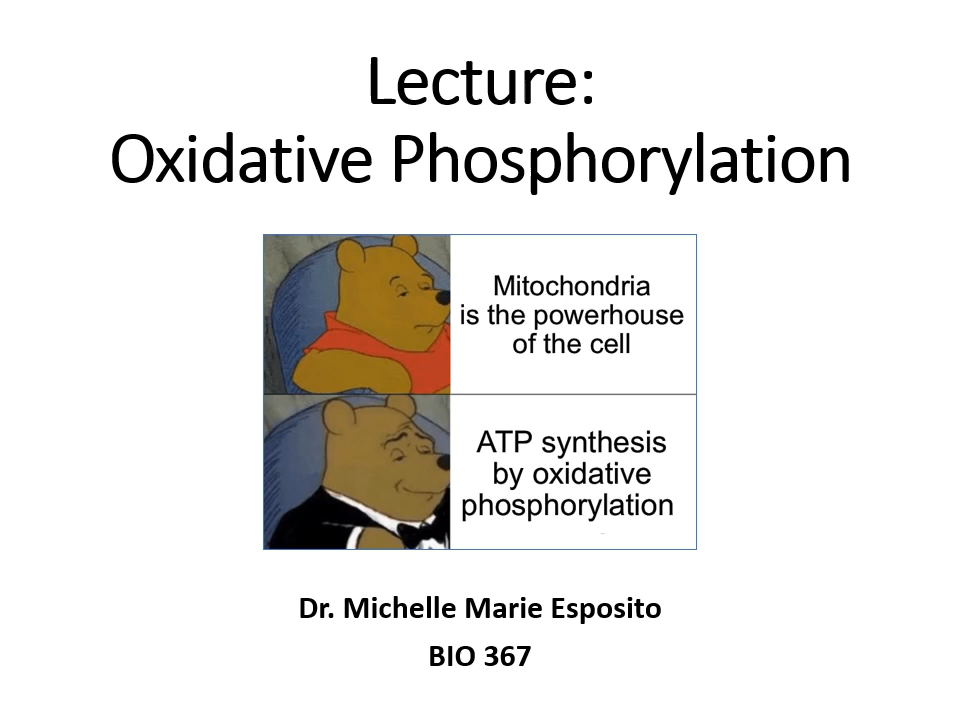 Lecture:
Oxidative Phosphorylation
Mitochondria
is the powerhouse
of the cell
ATP synthesis
by oxidative
phosphorylation
Dr. Michelle Marie Esposito
BIO 367